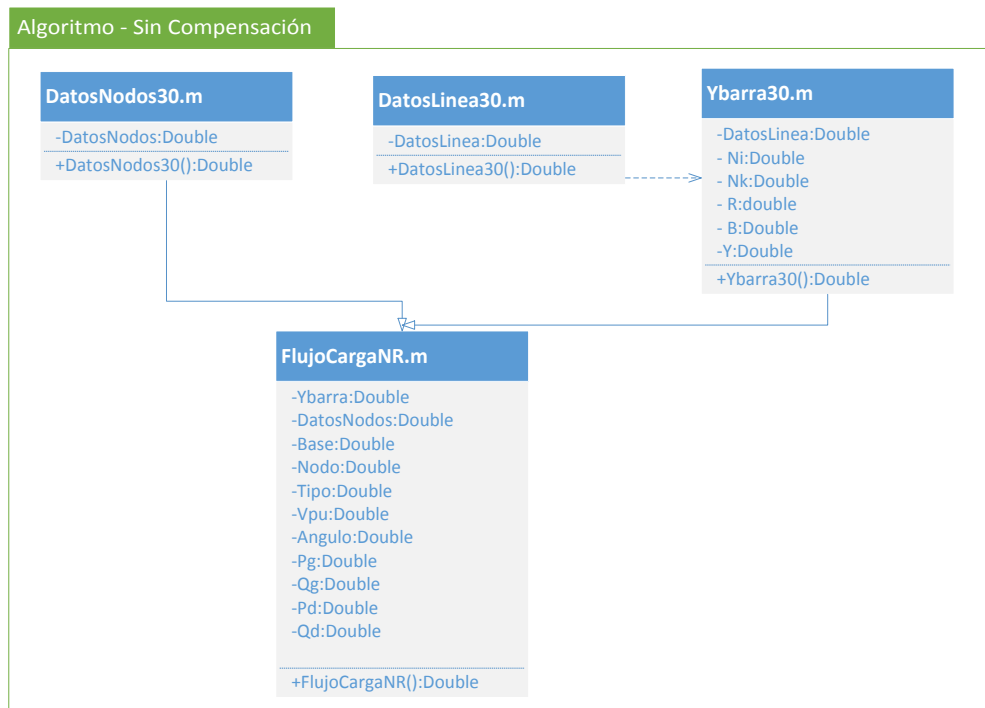 Algoritmo - Sin Compensación
DatosNodos30.m
-DatosNodos:Double
+DatosNodos30():Double
DatosLinea30.m
-DatosLinea:Double
+DatosLinea30():Double
Ybarra30.m
-DatosLinea:Double
- Ni:Double
- Nk:Double
- R:double
- B:Double
-Y:Double
+Ybarra30():Double
FlujoCargaNR.m
-Ybarra:Double
-DatosNodos:Double
-Base:Double
-Nodo:Double
-Tipo:Double
-Vpu:Double
-Angulo:Double
-Pg:Double
-Qg:Double
-Pd:Double
-Qd:Double
+FlujoCargaNR():Double